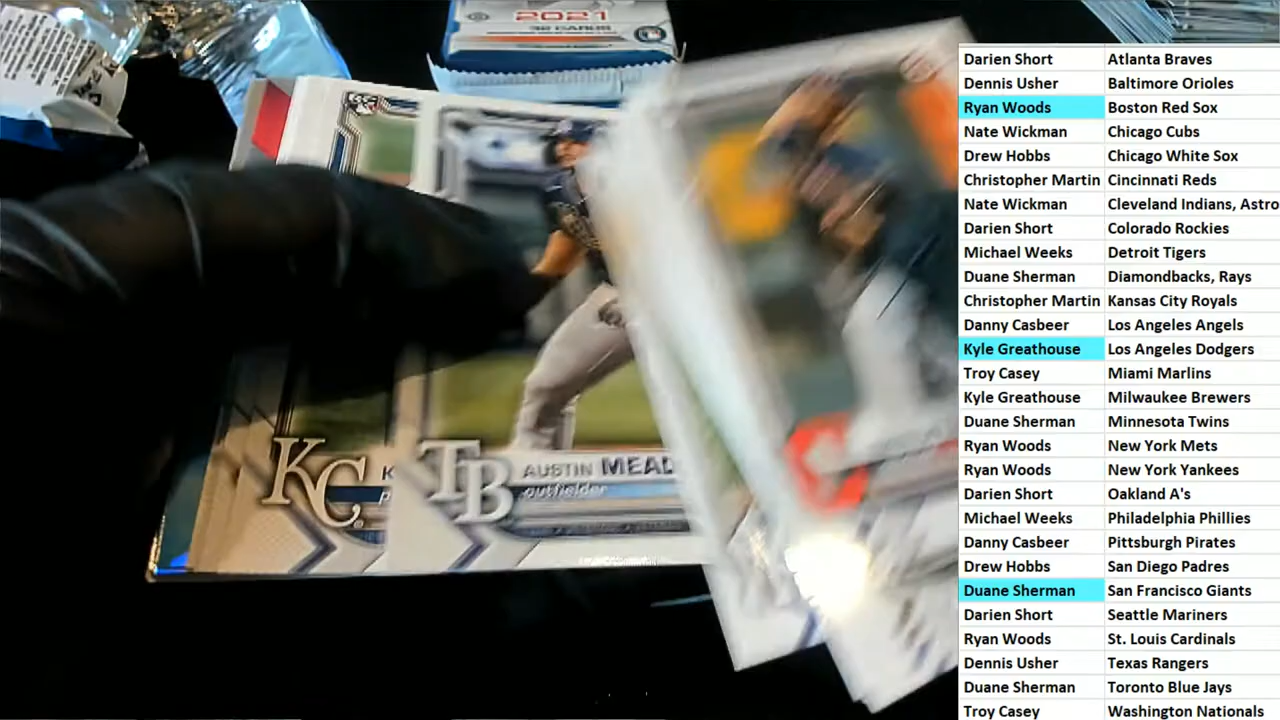 2021
Darien Short Atlanta Braves
Dennis Usher Baltimore Orioles
Ryan Woods Boston Red Sox
Nate Wickman Chicago Cubs
Drew Hobbs Chicago White Sox
Christopher Martin Cincinnati Reds
Nate Wickman Cleveland Indians, Astro
Darien Short Colorado Rockies
Michael Weeks Detroit Tigers
Duane Sherman Diamondbacks, Rays
Christopher Martin Kansas City Royals
Danny Casbeer Los Angeles Angels
Kyle Greathouse Los Angeles Dodgers
Troy Casey Miami Marlins
Kyle Greathouse Milwaukee Brewers
Duane Sherman Minnesota Twins
Ryan Woods New York Mets
Ryan Woods New York Yankees
Darien Short Oakland A's
Michael Weeks Philadelphia Phillies
Danny Casbeer Pittsburgh Pirates
Drew Hobbs San Diego Padres
Duane Sherman San Francisco Giants
Darien Short Seattle Mariners
Ryan Woods St. Louis Cardinals
Dennis Usher Texas Rangers
Duane Sherman Toronto Blue Jays
Troy Casey Washington Nationals
KC K
TB AUSTIN MEAD
outfielder